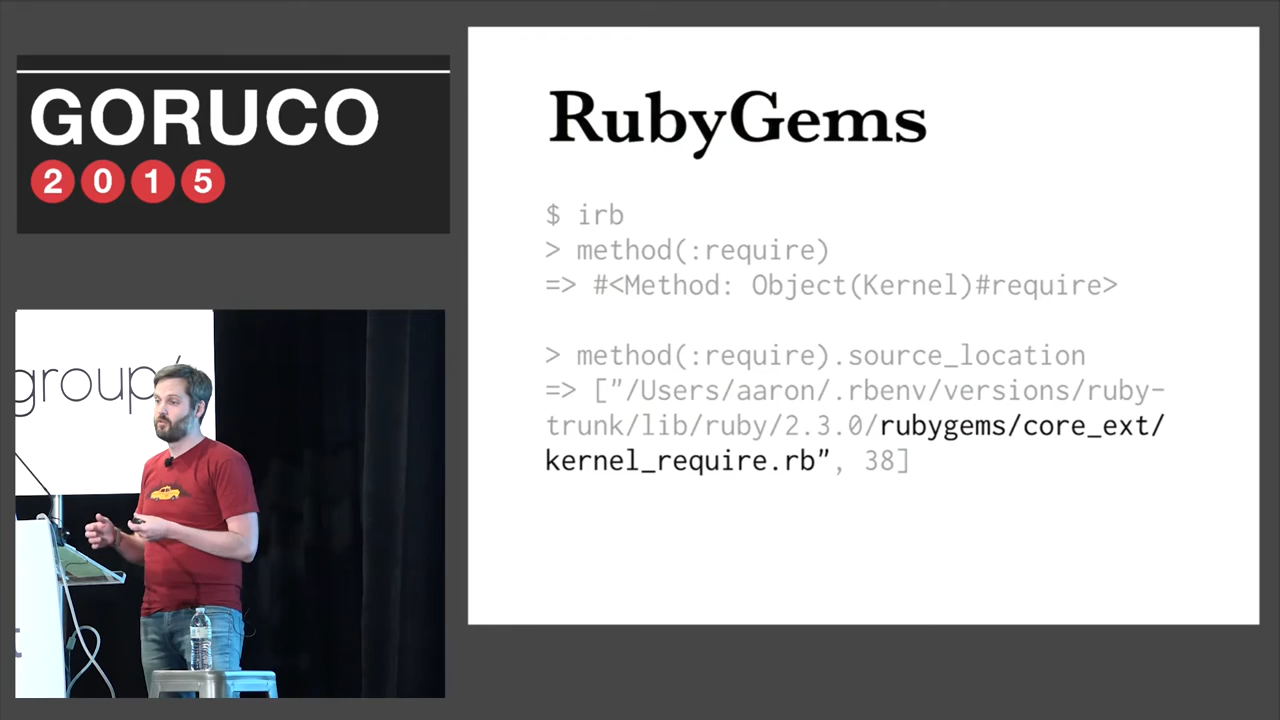 GORUCO
2 0 1 5
RubyGems
$ irb
> method(:require)
=> #<Method: Object(Kernel)#require>
> method(:require).source_location
=> ["/Users/aaron/.rbenv/versions/ruby-
trunk/lib/ruby/2.3.0/rubygems/core_ext/
kernel_require.rb", 38]
group
t